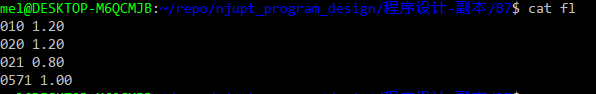 mel@DESKTOP-M6QCMJB:~/repo/njupt_program_design/程序设计-副本/B7$ cat fl
010 1.20
020 1.20
021 0.80
0571 1.00